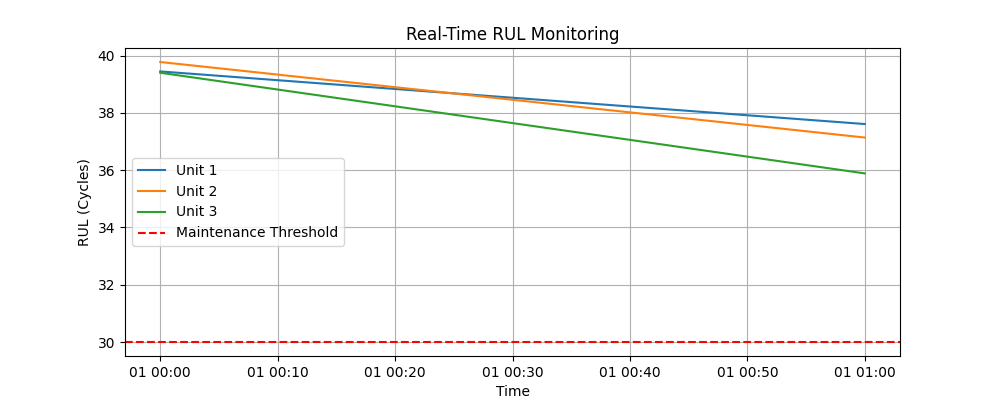 Real-Time RUL Monitoring
40
38
36
34
32
30
RUL (Cycles)
Unit 1
Unit 2
Unit 3
Maintenance Threshold
01 00:00 01 00:10 01 00:20 01 00:30 01 00:40 01 00:50 01 01:00
Time